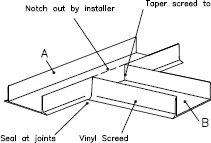 Taper screed to
Notch out by installer
A
B
Seal at joints
Vinyl Screed